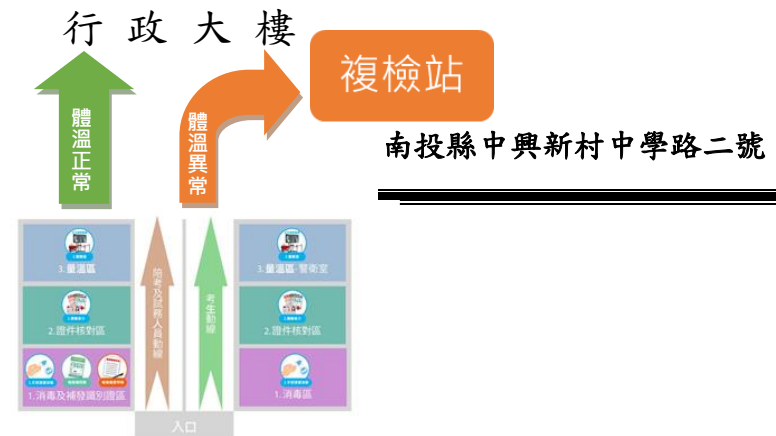 行政大樓
複檢站
體溫正常
體溫異常
南投縣中興新村中學路二號
3.量溫區
陪考及試務人員動線
考生動線
3.量溫區-警衛室
2.證件核對區
2.證件核對區
1.消毒及補發識別證區
1.消毒區
入口